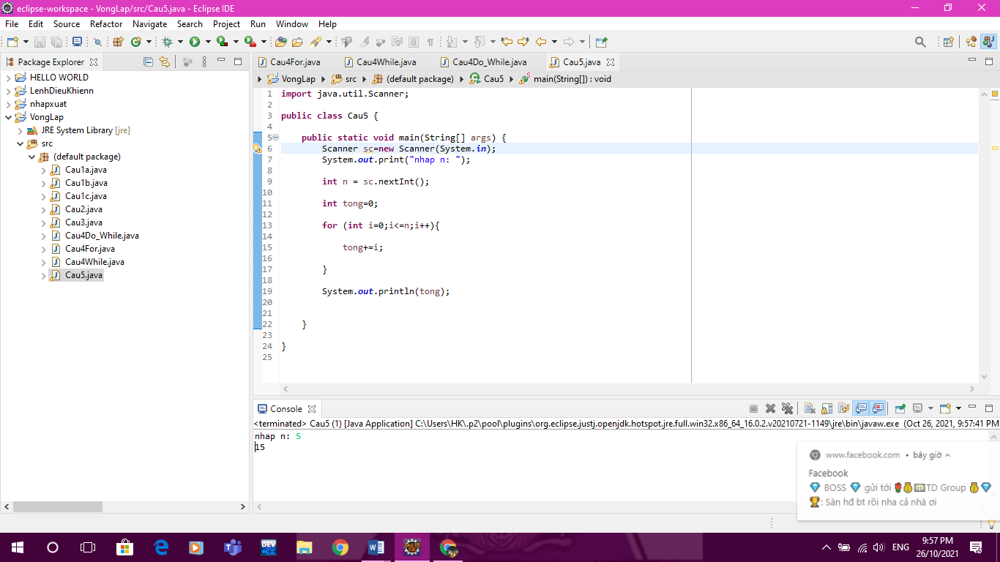 eclipse-workspace - VongLap/src/Cau5.java - Eclipse IDE
File Edit Source Refactor Navigate Search Project Run Window Help
Package Explorer
HELLO WORLD
LenhDieuKhienn
nhapxuat
VongLap
JRE System Library [jre]
src
(default package)
Cau1a.java
Cau1b.java
Cau1c.java
Cau2.java
Cau3.java
Cau4Do_While.java
Cau4For.java
Cau4While.java
Cau5.java
Cau4For.java Cau4While.java Cau4Do_While.java Cau5.java
VongLap src (default package) Cau5 main(String[]) : void
1 import java.util.Scanner;
2
3 public class Cau5 {
4
5 public static void main(String[] args) {
6 Scanner sc=new Scanner(System.in);
7 System.out.print("nhap n: ");
8
9 int n = sc.nextInt();
10
11 int tong=0;
12
13 for (int i=0;i<=n;i++){
14
15 tong+=i;
16
17 }
18
19 System.out.println(tong);
20
21
22 }
23
24 }
25
Console
<terminated> Cau5 (1) [Java Application] C:\Users\HK\.p2\pool\plugins\org.eclipse.justj.openjdk.hotspot.jre.full.win32.x86_64_16.0.2.v20210721-1149\jre\bin\javaw.exe (Oct 26, 2021, 9:57:41 PM
nhap n: 5
15
www.facebook.com • bây giờ
Facebook
💎 BOSS 💎 gửi tới 🌹💰💵TD Group 💰💎
🏆: Sàn hđ bt rồi nha cả nhà ơi
DEV
C++
JAVA EE
IDE
ENG
9:57 PM
26/10/2021